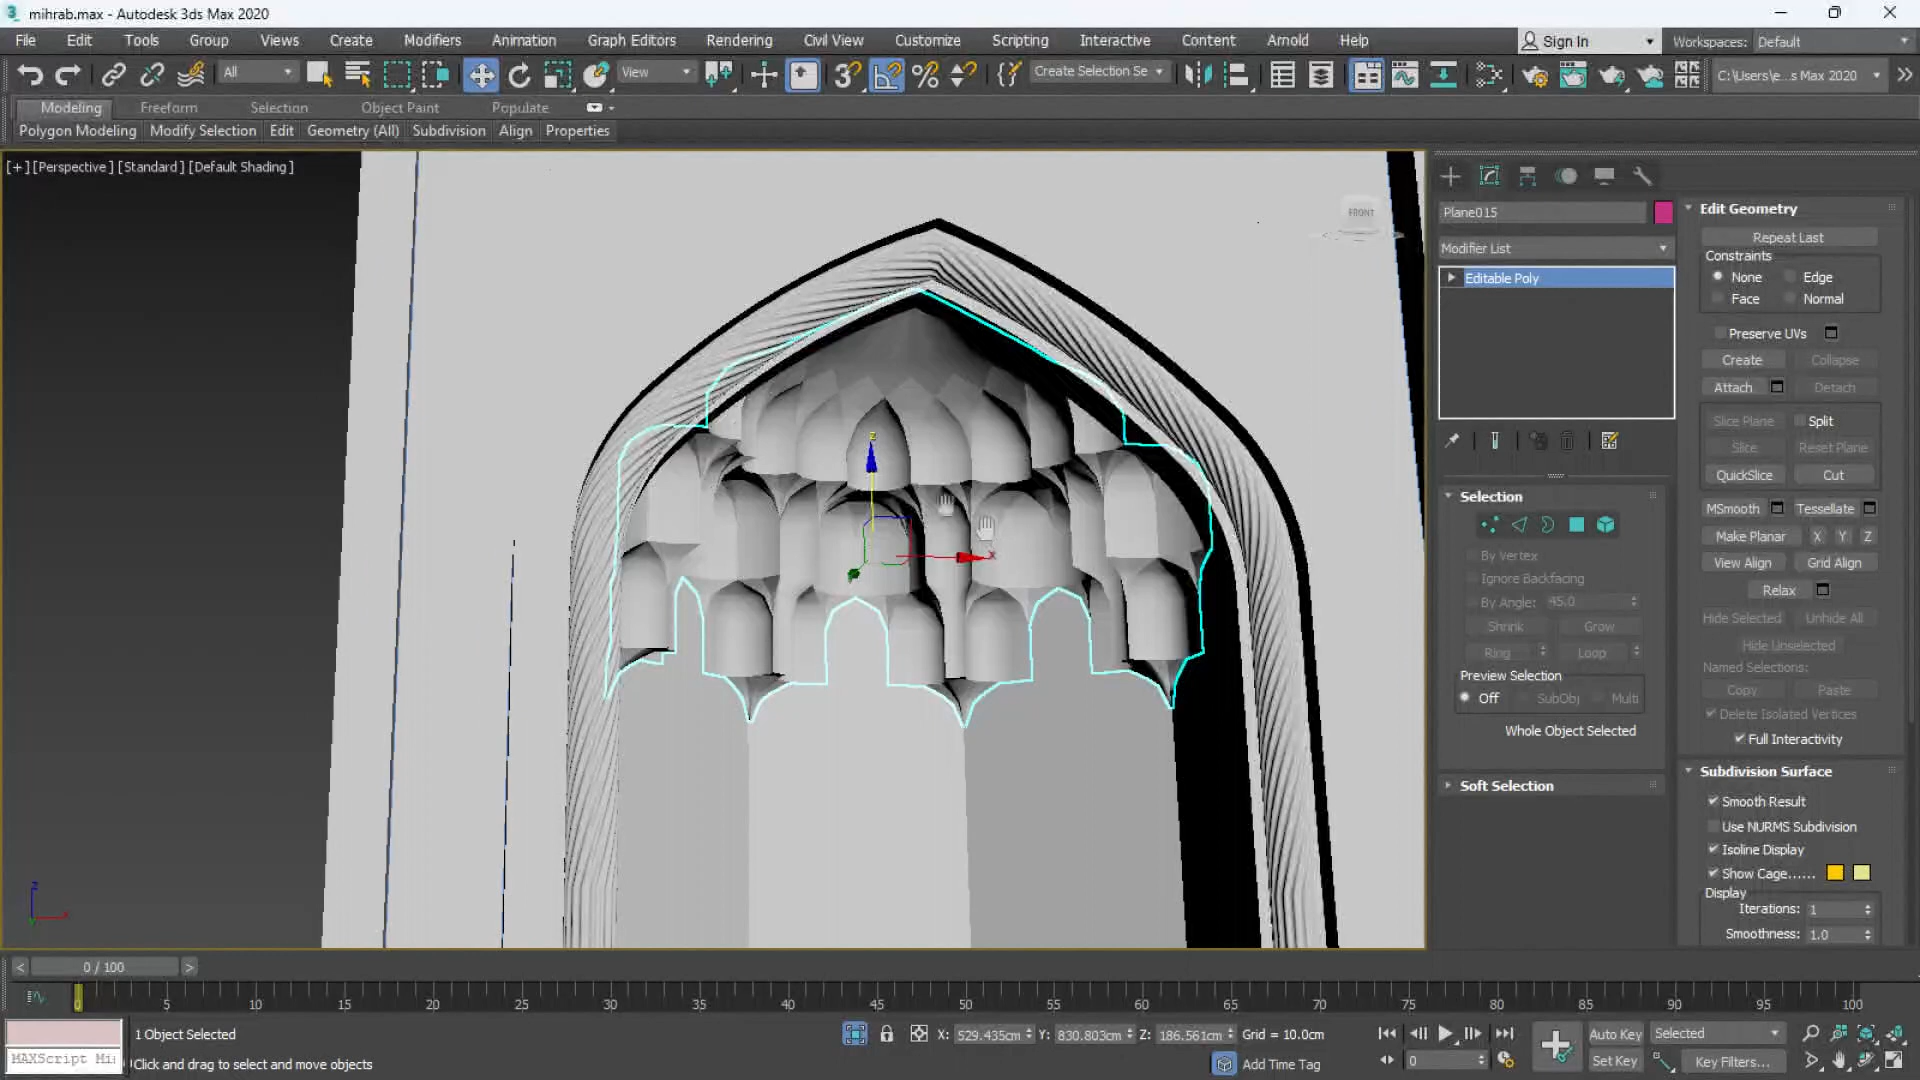 mihrab.max - Autodesk 3ds Max 2020
File Edit Tools Group Views Create Modifiers Animation Graph Editors Rendering Civil View Customize Scripting Interactive Content Arnold Help Sign In Workspaces: Default
All View Create Selection Se C:\Users\e...s Max 2020
Modeling Freeform Selection Object Paint Populate
Polygon Modeling Modify Selection Edit Geometry (All) Subdivision Align Properties
[+] [Perspective] [Standard] [Default Shading]
FRONT
z
x
z
x
Plane015
Modifier List
Editable Poly
Selection
By Vertex
Ignore Backfacing
By Angle: 45.0
Shrink Grow
Ring Loop
Preview Selection
Off SubObj Multi
Whole Object Selected
Soft Selection
Edit Geometry
Repeat Last
Constraints
None Edge
Face Normal
Preserve UVs
Create Collapse
Attach Detach
Slice Plane Split
Slice Reset Plane
QuickSlice Cut
MSmooth Tessellate
Make Planar X Y Z
View Align Grid Align
Relax
Hide Selected Unhide All
Hide Unselected
Named Selections:
Copy Paste
Delete Isolated Vertices
Full Interactivity
Subdivision Surface
Smooth Result
Use NURMS Subdivision
Isoline Display
Show Cage......
Display
Iterations: 1
Smoothness: 1.0
< 0 / 100 >
0 5 10 15 20 25 30 35 40 45 50 55 60 65 70 75 80 85 90 95 100
1 Object Selected X: 529.435cm Y: 830.803cm Z: 186.561cm Grid = 10.0cm Auto Key Selected
MAXScript Mi Click and drag to select and move objects Add Time Tag 0 Set Key Key Filters...